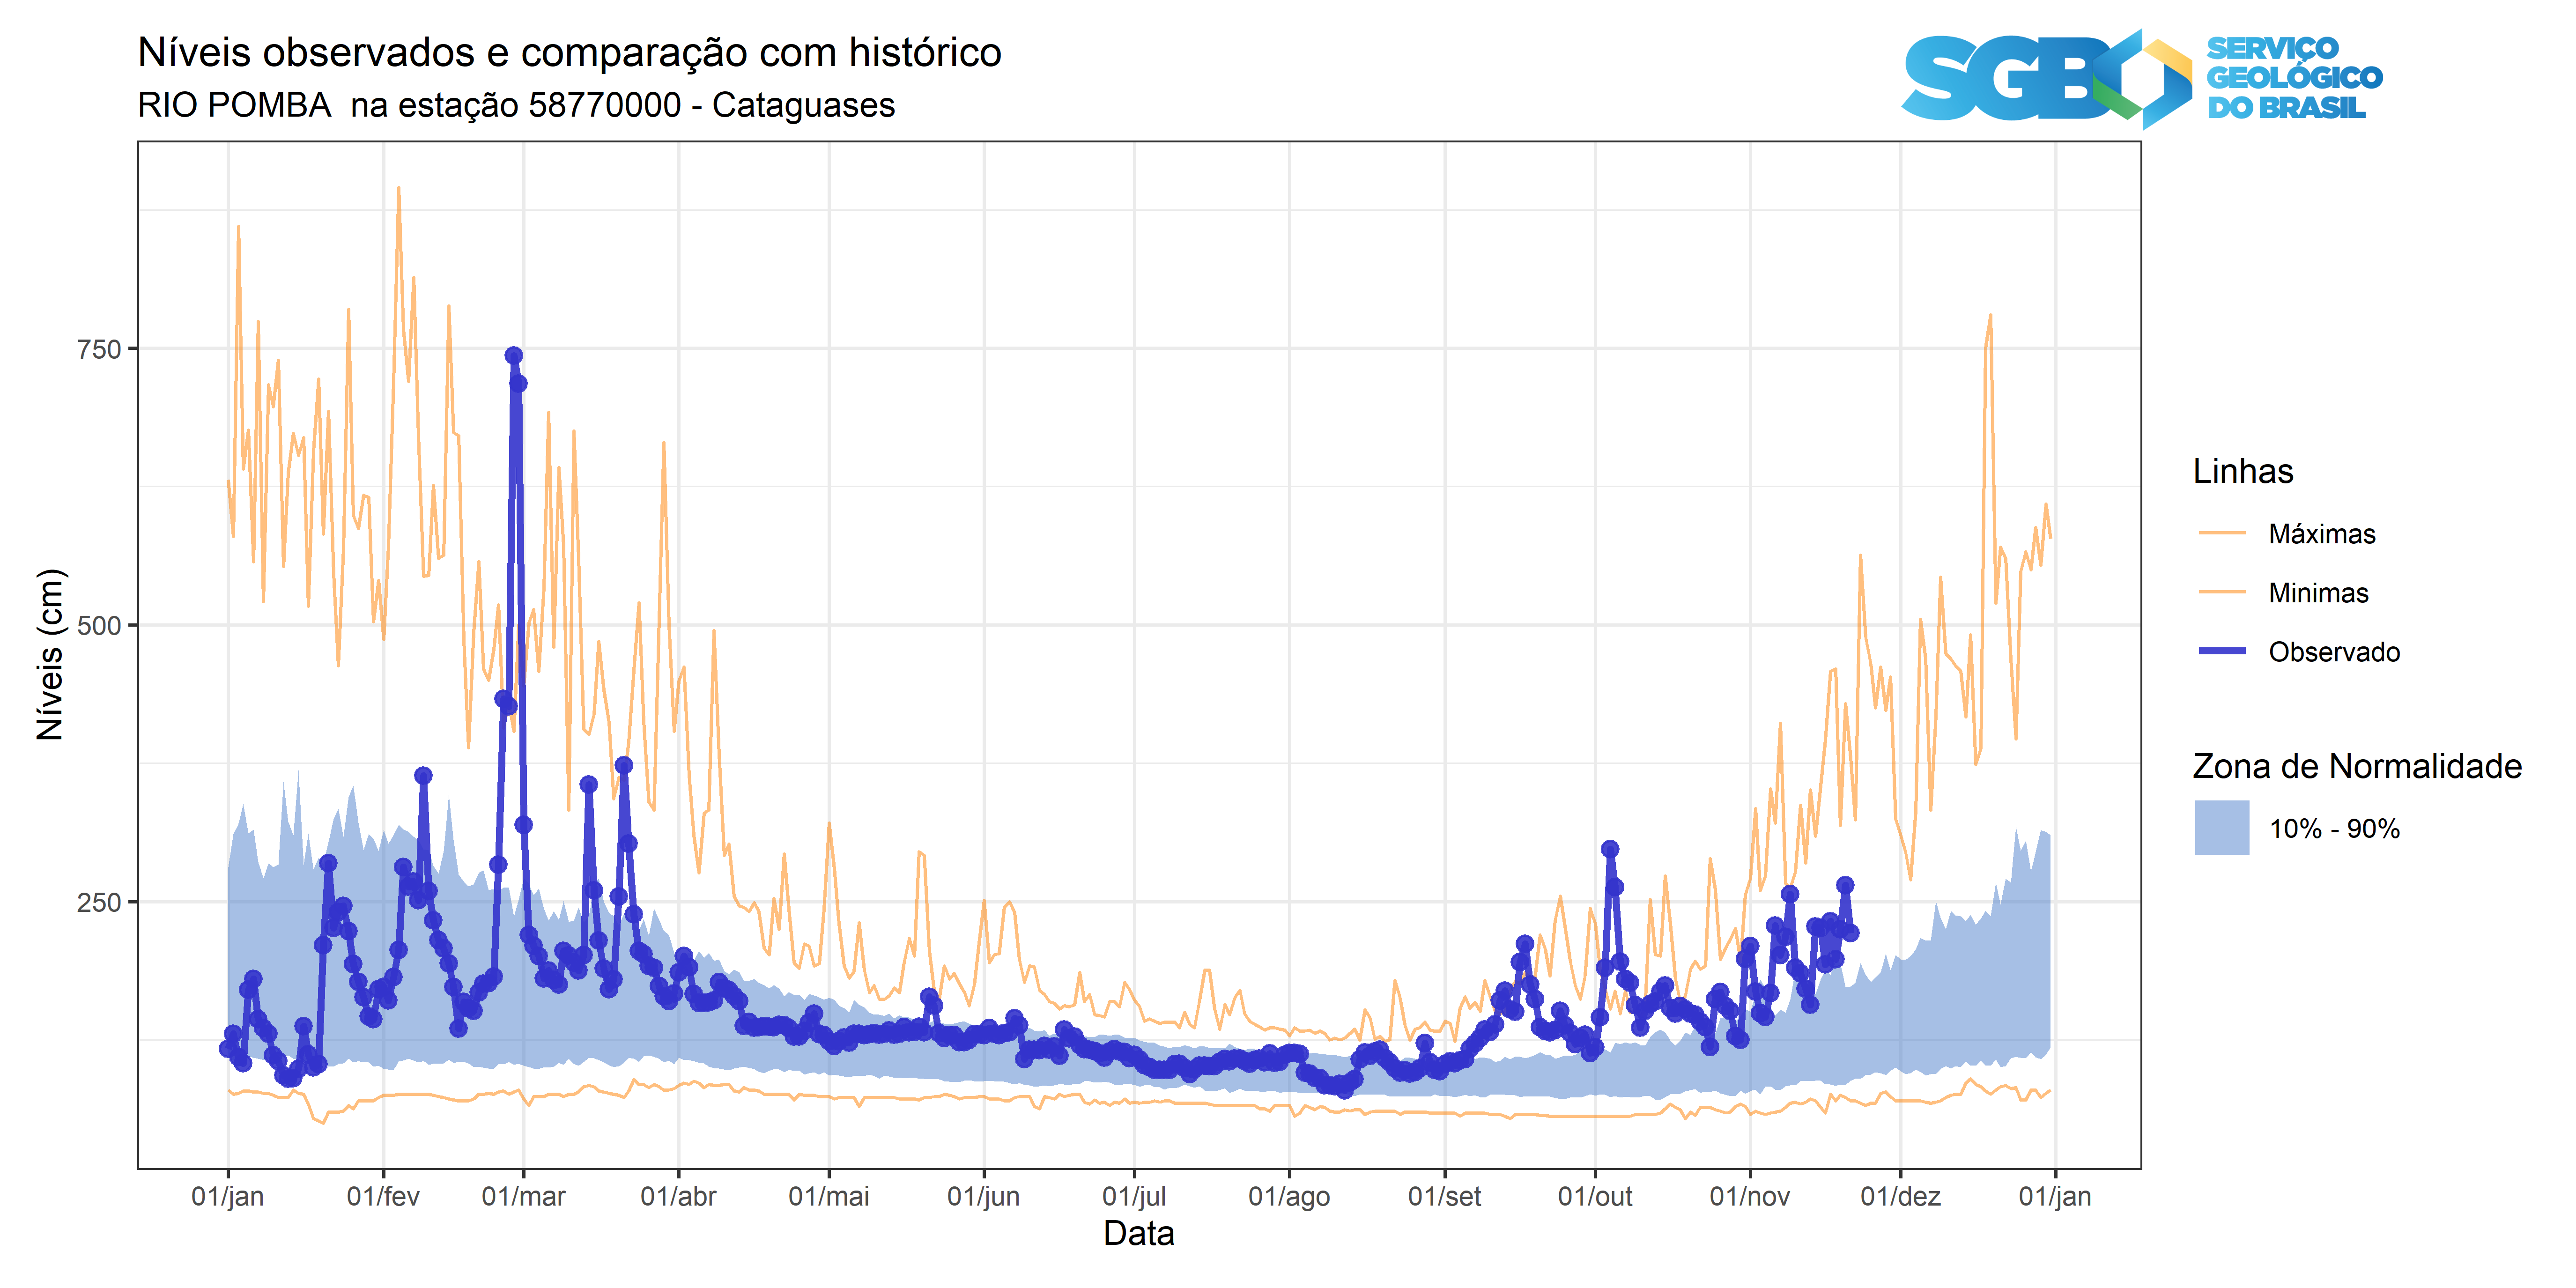 Níveis observados e comparação com histórico
RIO POMBA  na estação 58770000 - Cataguases
SGB
SERVIÇO
GEOLÓGICO
DO BRASIL
Níveis (cm)
750
500
250
01/jan
01/fev
01/mar
01/abr
01/mai
01/jun
01/jul
01/ago
01/set
01/out
01/nov
01/dez
01/jan
Data
Linhas
Máximas
Minimas
Observado
Zona de Normalidade
10% - 90%